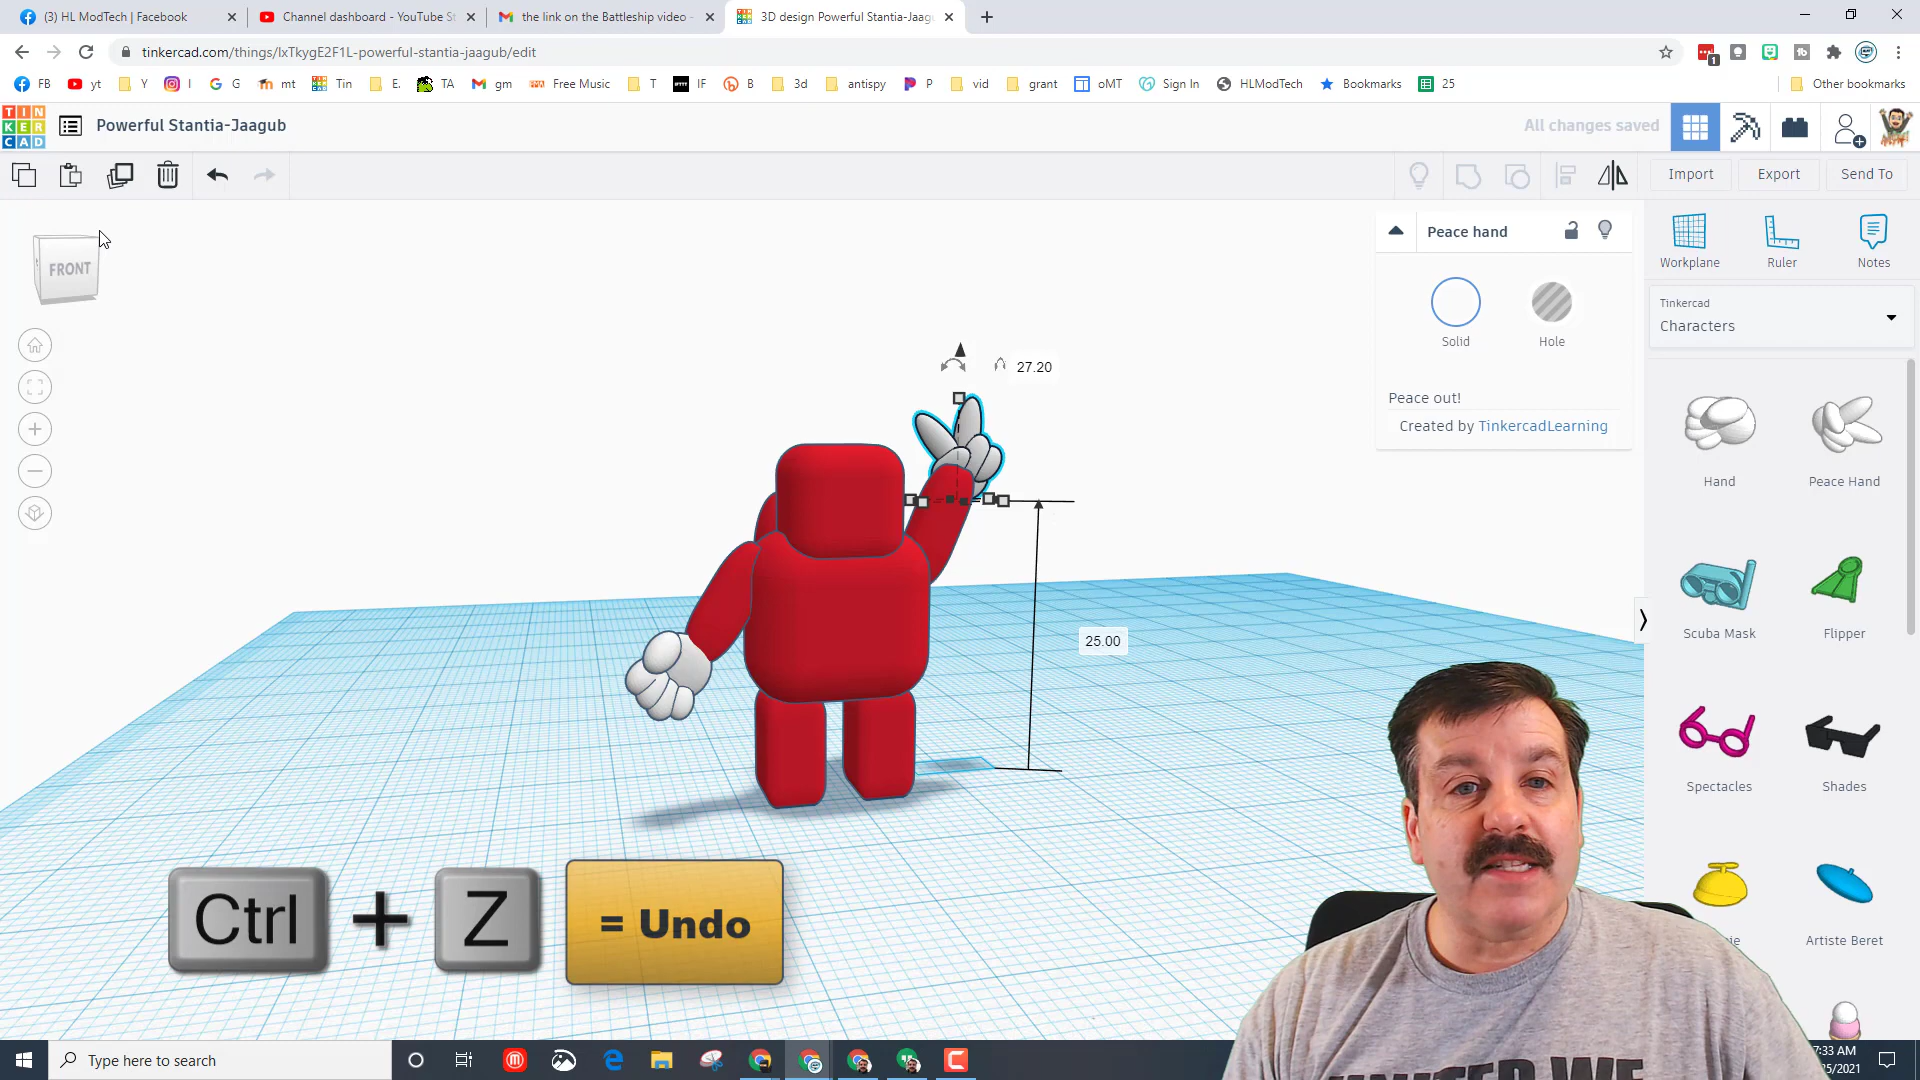 (3) HL ModTech | Facebook
Channel dashboard - YouTube St
the link on the Battleship video -
3D design Powerful Stantia-Jaagu
tinkercad.com/things/lxTkygE2F1L-powerful-stantia-jaagub/edit
1
FB yt Y I G mt Tin E. TA gm Free Music T IF B 3d antispy P vid grant oMT Sign In HLModTech Bookmarks 25 Other bookmarks
TIN
KER
CAD
Powerful Stantia-Jaagub
All changes saved
Import Export Send To
FRONT
Peace hand
Solid Hole
Peace out!
Created by TinkercadLearning
Workplane Ruler Notes
Tinkercad
Characters
Hand Peace Hand
Scuba Mask Flipper
Spectacles Shades
Artiste Beret
27.20
25.00
Ctrl + Z = Undo
UNITED WE
Type here to search
7:33 AM